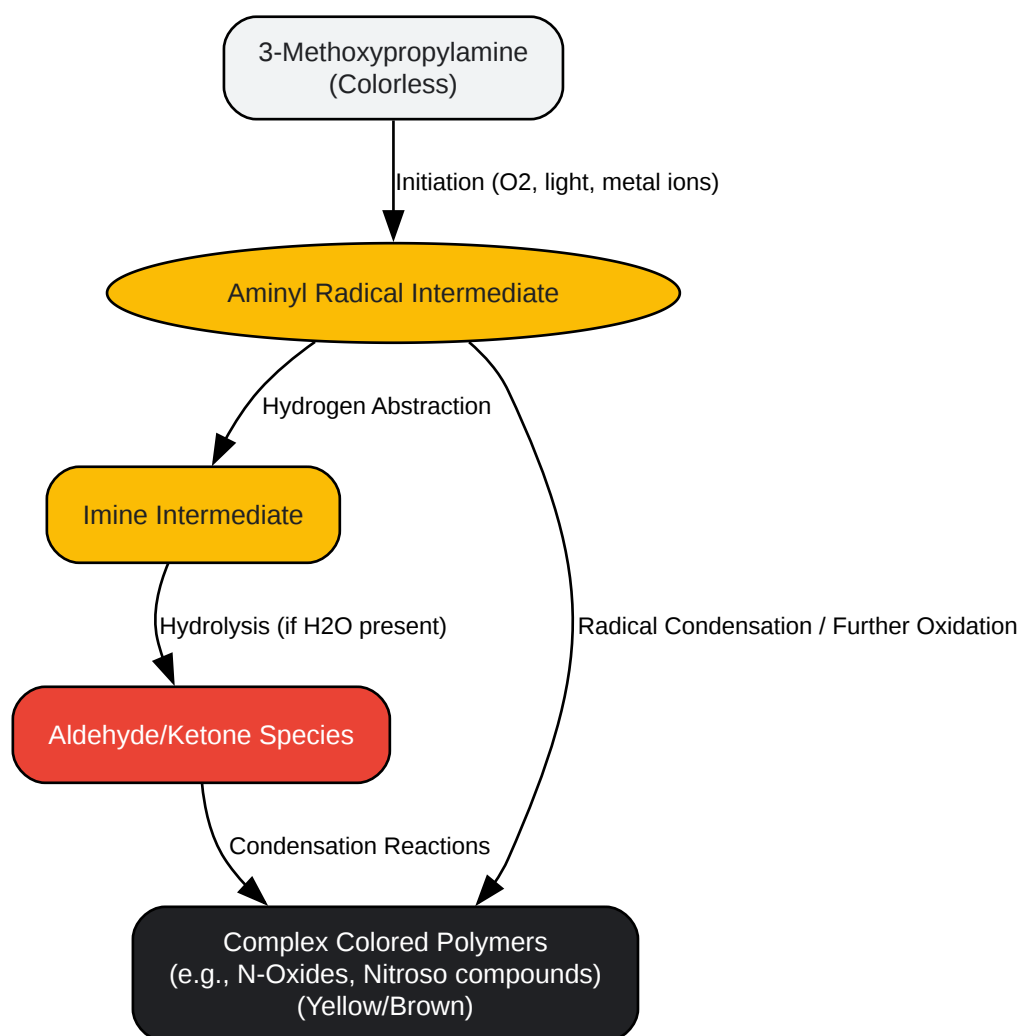 3-Methoxypropylamine
(Colorless)
Initiation (O2, light, metal ions)
Aminyl Radical Intermediate
Hydrogen Abstraction
Imine Intermediate
Hydrolysis (if H2O present)
Radical Condensation / Further Oxidation
Aldehyde/Ketone Species
Condensation Reactions
Complex Colored Polymers
(e.g., N-Oxides, Nitroso compounds)
(Yellow/Brown)